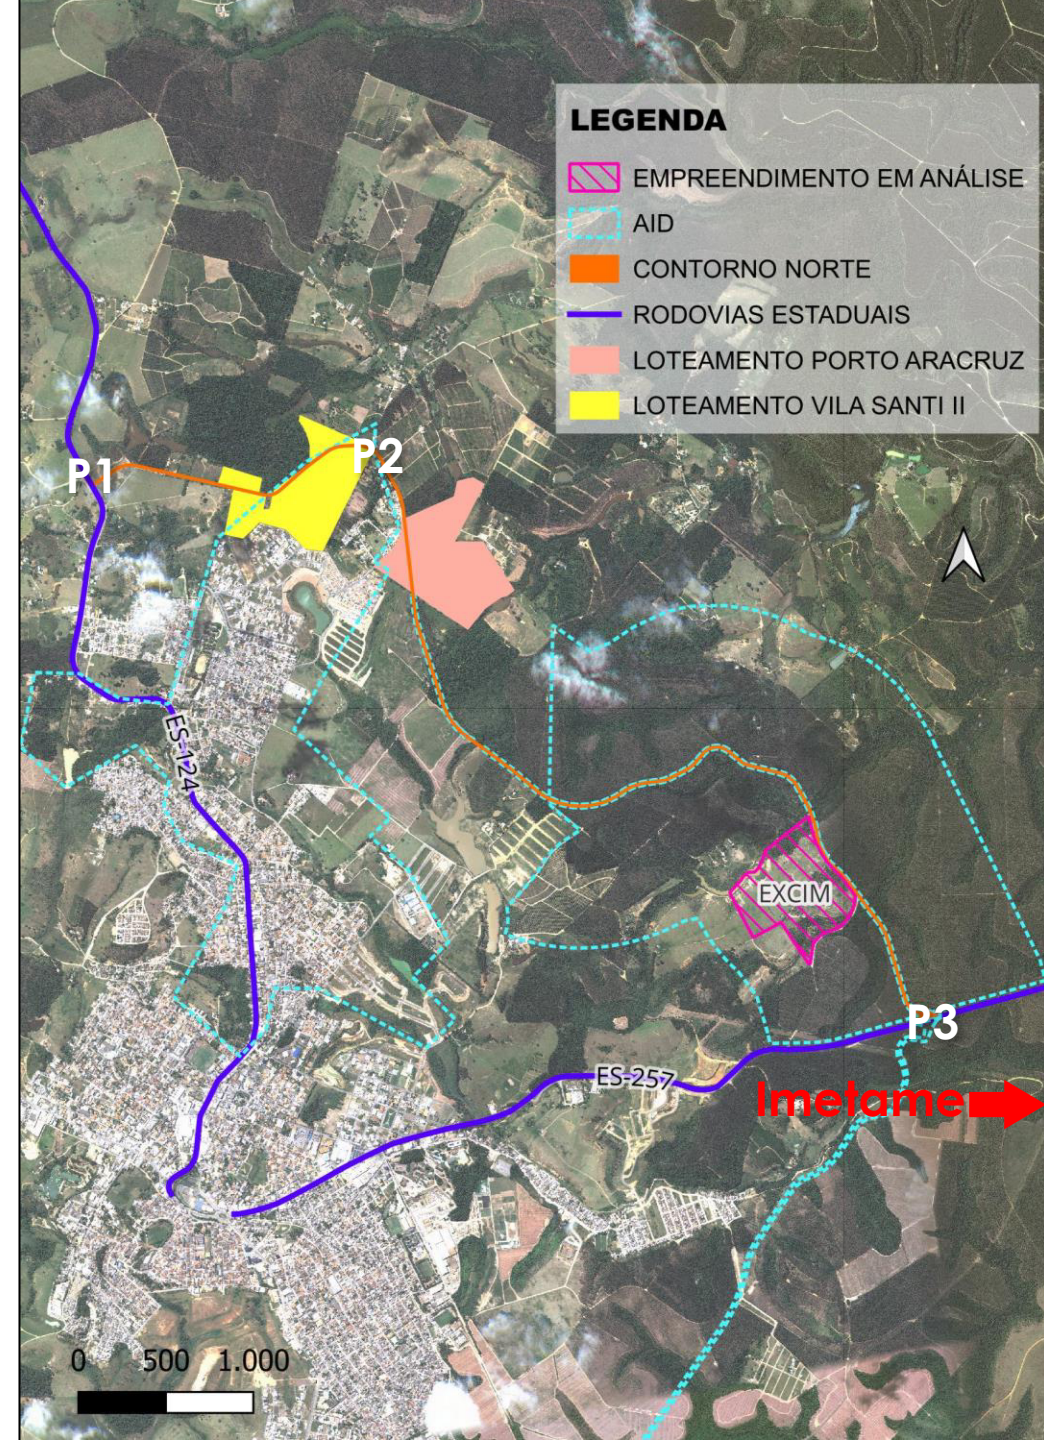 LEGENDA
EMPREENDIMENTO EM ANÁLISE
AID
CONTORNO NORTE
RODOVIAS ESTADUAIS
LOTEAMENTO PORTO ARACRUZ
LOTEAMENTO VILA SANTI II
P1
P2
ES-124
EXCIM
P3
ES-257
Imetame
0 500 1.000